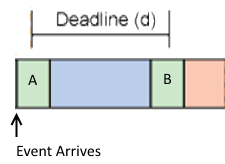 Deadline (d)
A B
Event Arrives